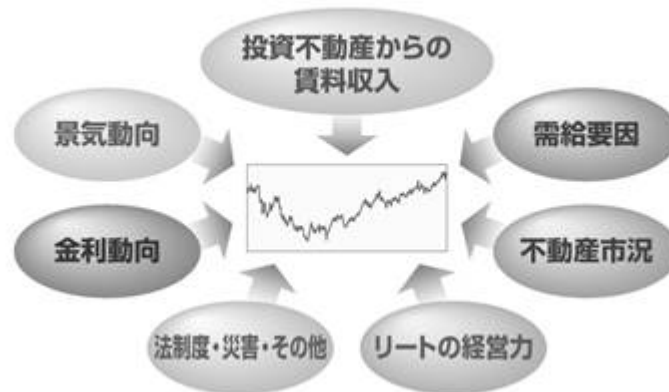 投資不動産からの
賃料収入
景気動向
需給要因
金利動向
不動産市況
法制度・災害・その他
リートの経営力